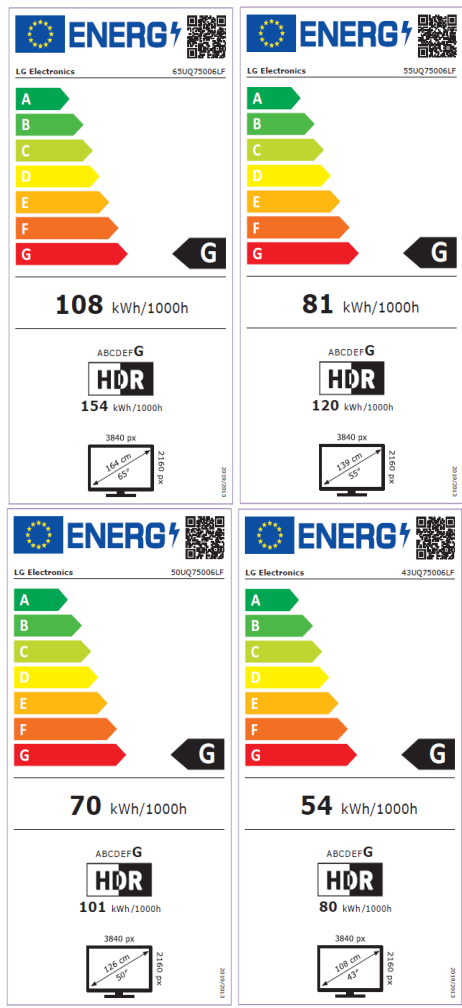 ENERG
LG Electronics 65UQ75006LF
A
B
C
D
E
F
G
G
108 kWh/1000h
ABCDEFG
HDR
154 kWh/1000h
3840 px
2160 px
164 cm
65"
2019/2013
ENERG
LG Electronics 55UQ75006LF
A
B
C
D
E
F
G
G
81 kWh/1000h
ABCDEFG
HDR
120 kWh/1000h
3840 px
2160 px
139 cm
55"
2019/2013
ENERG
LG Electronics 50UQ75006LF
A
B
C
D
E
F
G
G
70 kWh/1000h
ABCDEFG
HDR
101 kWh/1000h
3840 px
2160 px
126 cm
50"
2019/2013
ENERG
LG Electronics 43UQ75006LF
A
B
C
D
E
F
G
G
54 kWh/1000h
ABCDEFG
HDR
80 kWh/1000h
3840 px
2160 px
108 cm
43"
2019/2013